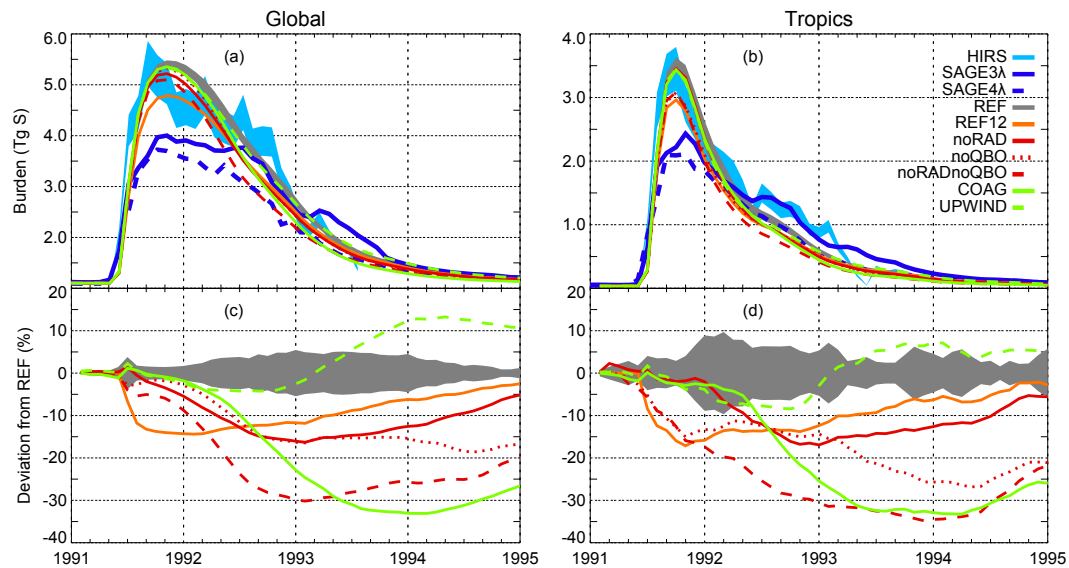 Global
Tropics
Burden (Tg S)
6.0
5.0
4.0
3.0
2.0
(a)
4.0
3.0
2.0
1.0
(b)
HIRS
SAGE3λ
SAGE4λ
REF
REF12
noRAD
noQBO
noRADnoQBO
COAG
UPWIND
Deviation from REF (%)
20
10
0
-10
-20
-30
-40
(c)
1991
1992
1993
1994
1995
20
10
0
-10
-20
-30
-40
(d)
1991
1992
1993
1994
1995